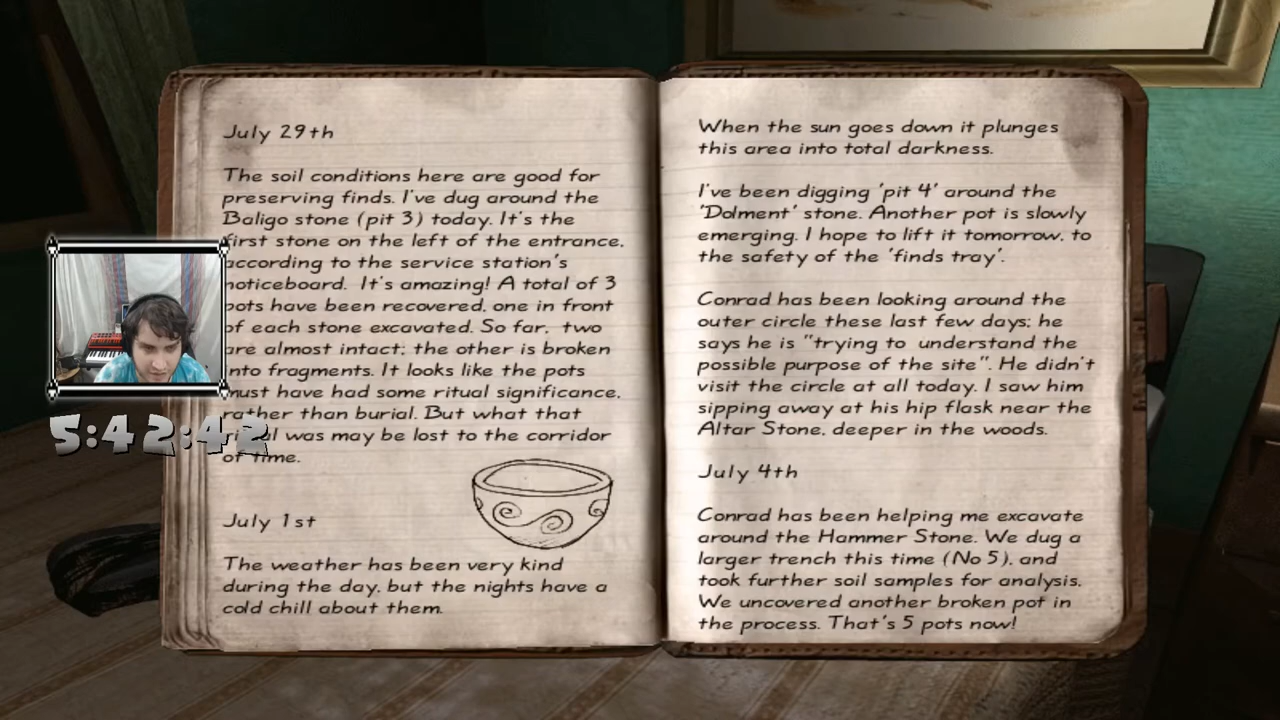 July 29th
The soil conditions here are good for
preserving finds. I've dug around the
Baligo stone (pit 3) today. It's the
first stone on the left of the entrance,
according to the service station's
noticeboard. It's amazing! A total of 3
pots have been recovered, one in front
of each stone excavated. So far, two
are almost intact; the other is broken
into fragments. It looks like the pots
must have had some ritual significance,
rather than burial. But what that
ritual was may be lost to the corridor
of time.
July 1st
The weather has been very kind
during the day, but the nights have a
cold chill about them.
When the sun goes down it plunges
this area into total darkness.
I've been digging 'pit 4' around the
'Dolment' stone. Another pot is slowly
emerging. I hope to lift it tomorrow, to
the safety of the 'finds tray'.
Conrad has been looking around the
outer circle these last few days; he
says he is "trying to understand the
possible purpose of the site". He didn't
visit the circle at all today. I saw him
sipping away at his hip flask near the
Altar Stone, deeper in the woods.
July 4th
Conrad has been helping me excavate
around the Hammer Stone. We dug a
larger trench this time (No 5), and
took further soil samples for analysis.
We uncovered another broken pot in
the process. That's 5 pots now!
5:42:42